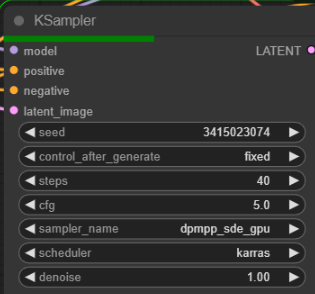 KSampler
model LATENT
positive
negative
latent_image
seed 3415023074
control_after_generate fixed
steps 40
cfg 5.0
sampler_name dpmpp_sde_gpu
scheduler karras
denoise 1.00